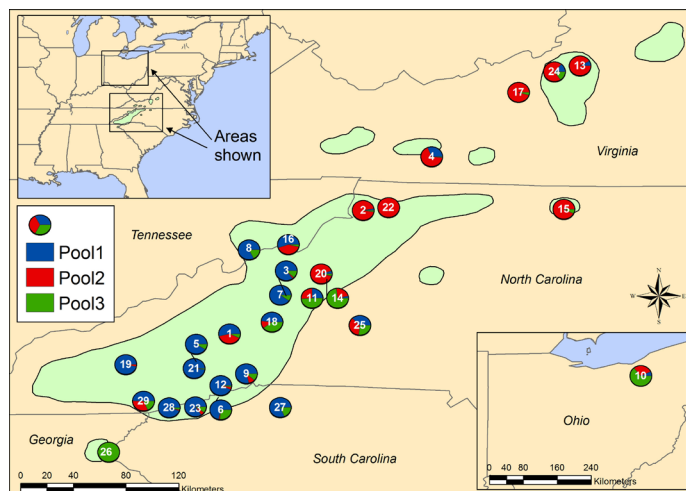 Areas
shown
24
13
17
4
Virginia
2
22
15
Pool1
Pool2
Pool3
Tennessee
8
16
3
20
North Carolina
7
11
14
18
25
1
5
19
21
9
12
29
28
23
6
27
N
W
E
S
10
Ohio
Georgia
26
South Carolina
0 20 40 80 120
Kilometers
0 40 80 160 240
Kilometers